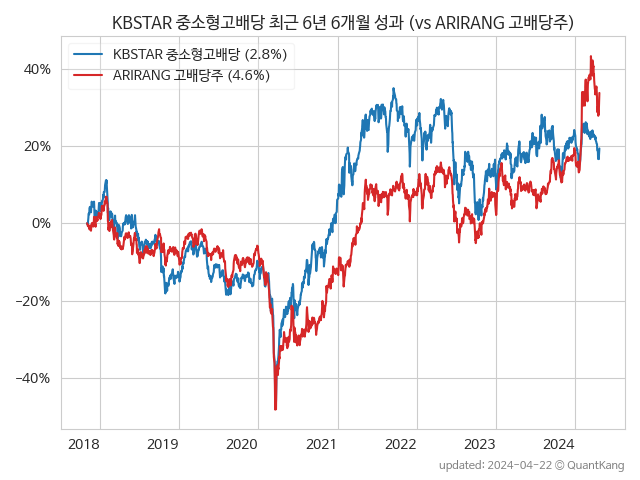 KBSTAR 중소형고배당 최근 6년 6개월 성과 (vs ARIRANG 고배당주)
KBSTAR 중소형고배당 (2.8%)
ARIRANG 고배당주 (4.6%)
40%
20%
0%
−20%
−40%
2018 2019 2020 2021 2022 2023 2024
updated: 2024-04-22 © QuantKang